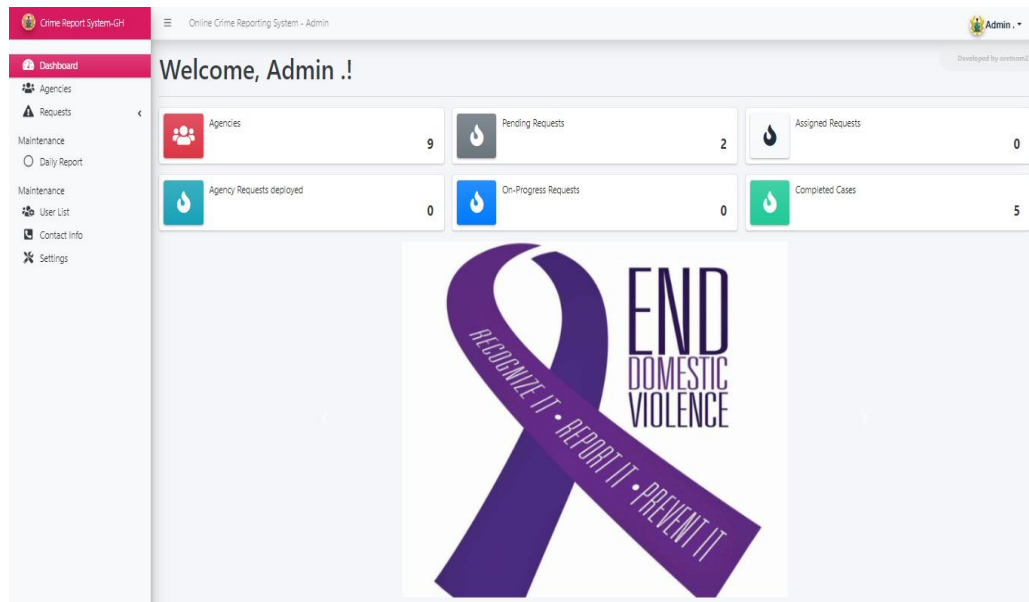 Crime Report System-GH
Online Crime Reporting System - Admin
Admin . 
Developed by oretnom2
Dashboard
Agencies
Requests
Maintenance
Daily Report
Maintenance
User List
Contact Info
Settings
Welcome, Admin .!
Agencies
9
Pending Requests
2
Assigned Requests
0
Agency Requests deployed
0
On-Progress Requests
0
Completed Cases
5
END
DOMESTIC
VIOLENCE
RECOGNIZE IT • REPORT IT • PREVENT IT